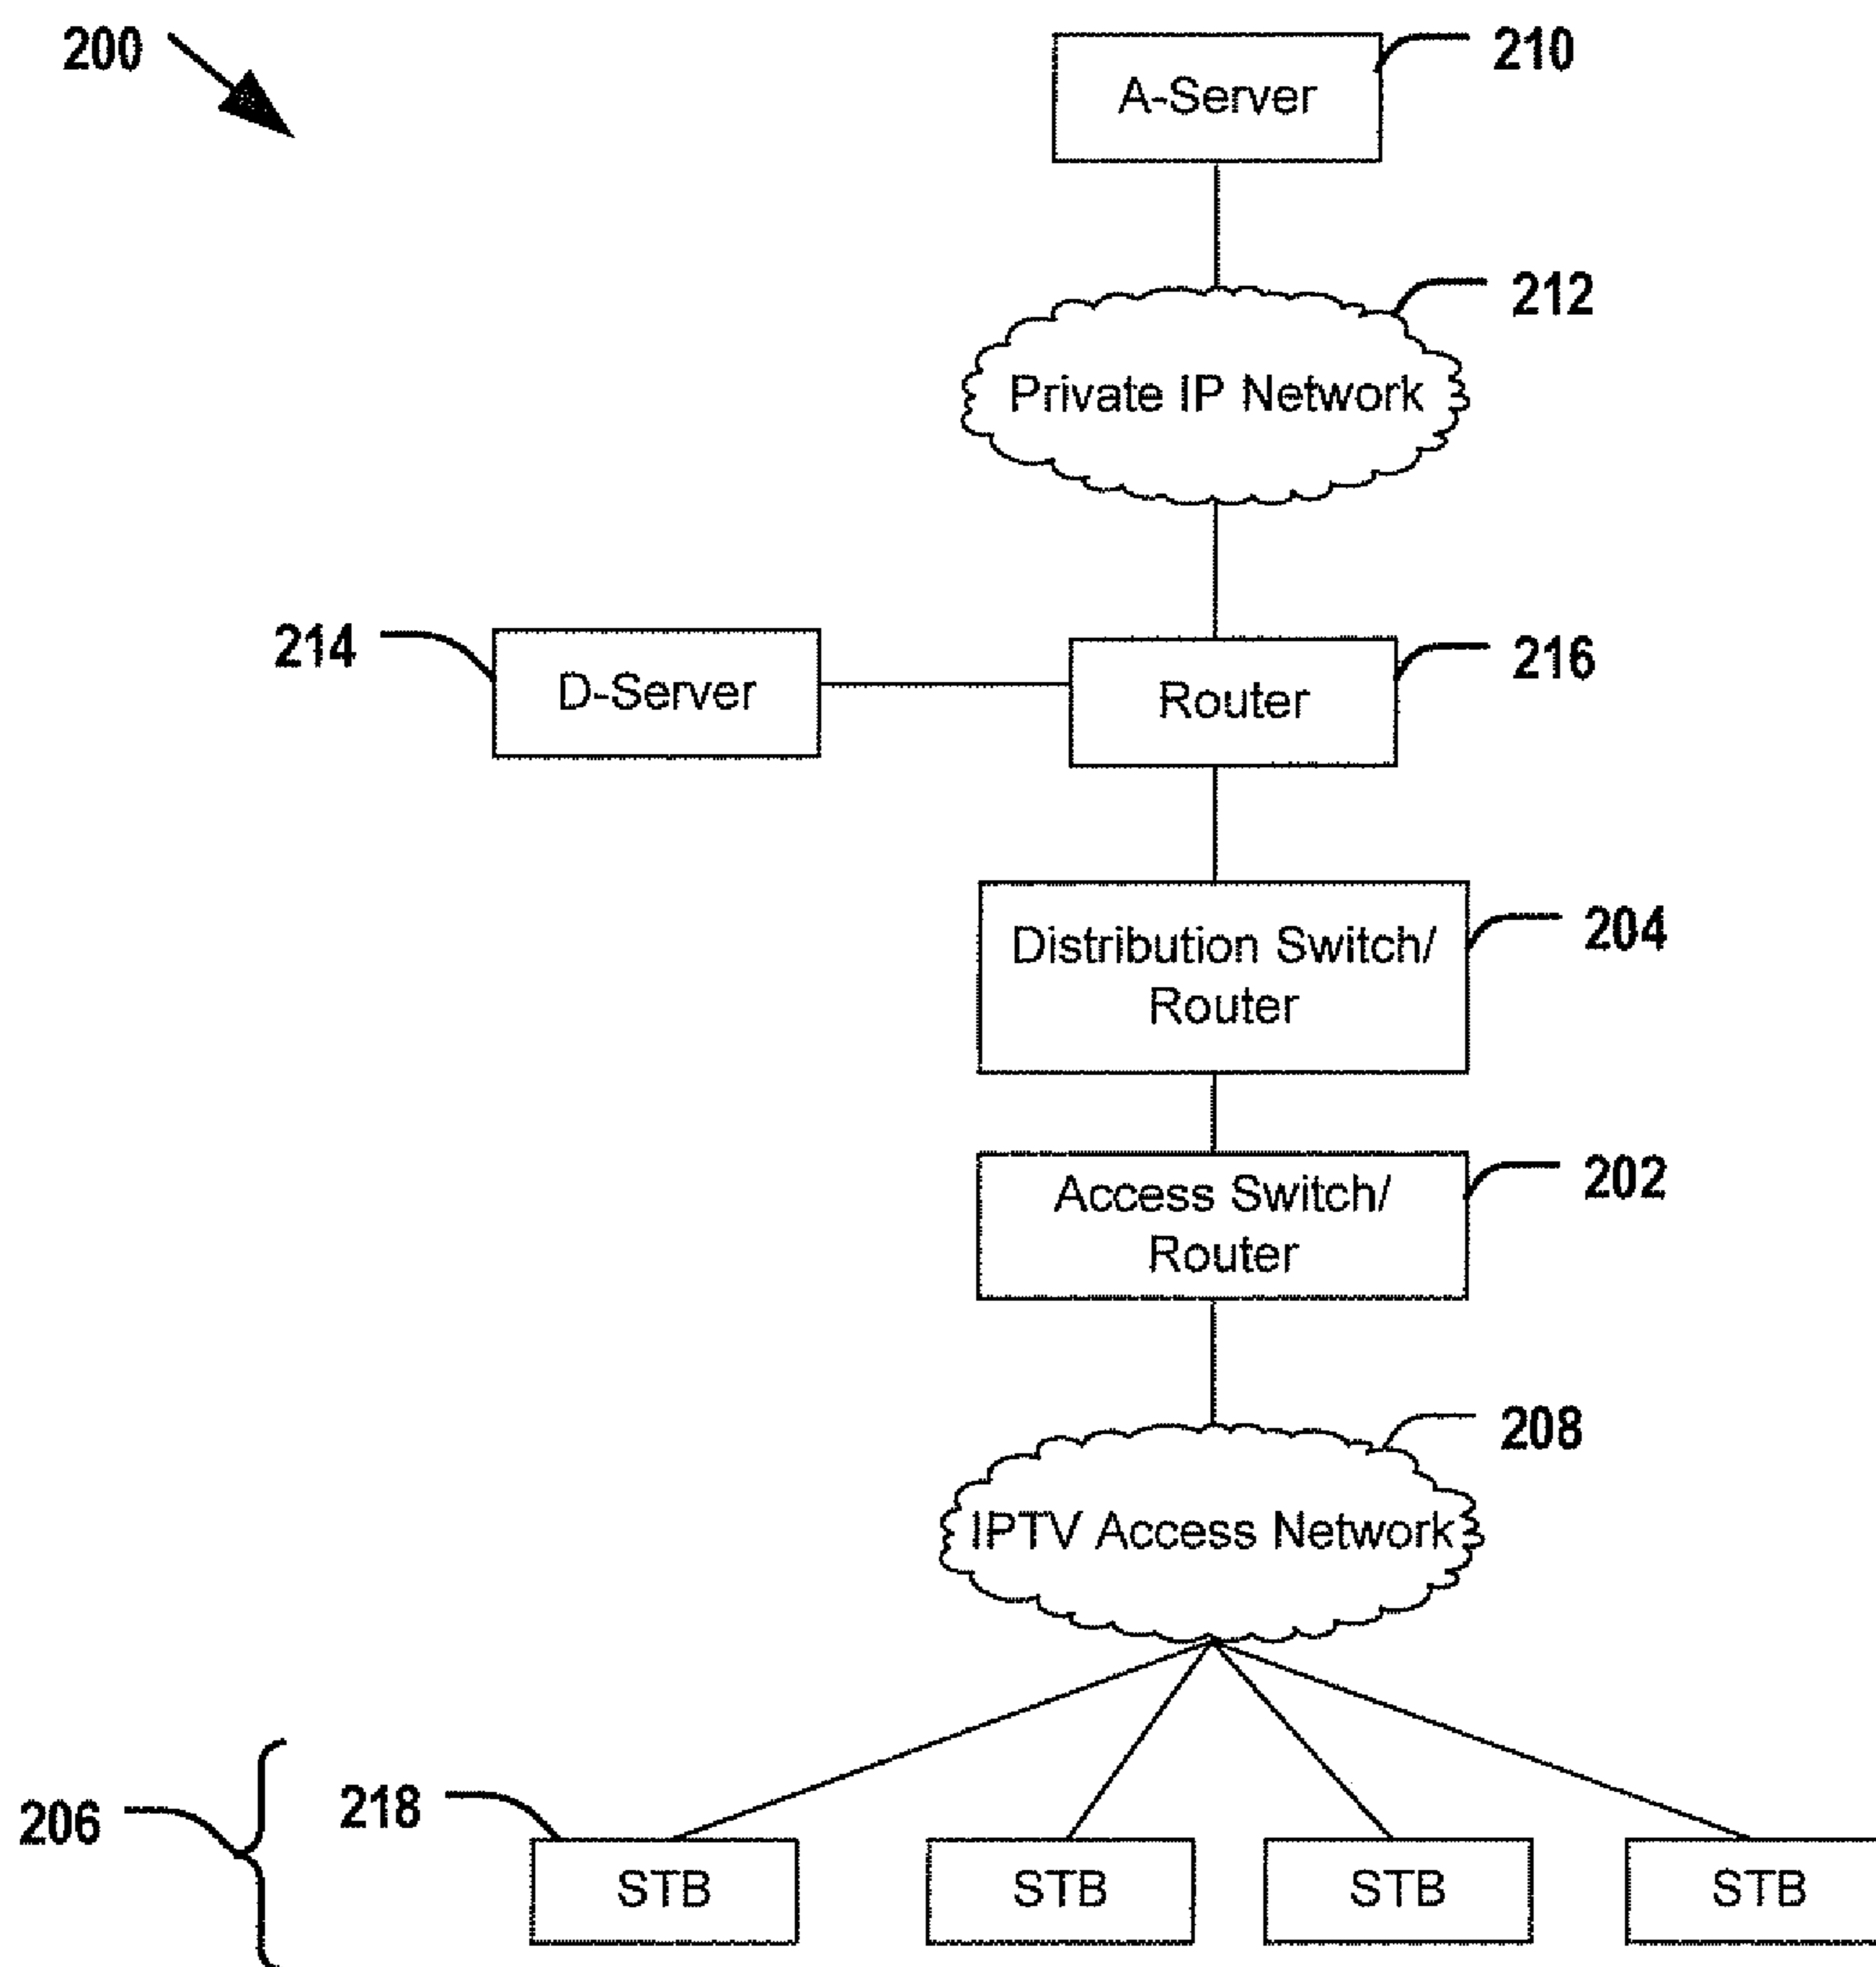 200
A-Server
210
212
Private IP Network
214
D-Server
Router
216
Distribution Switch/
Router
204
Access Switch/
Router
202
208
IPTV Access Network
206
218
STB
STB
STB
STB